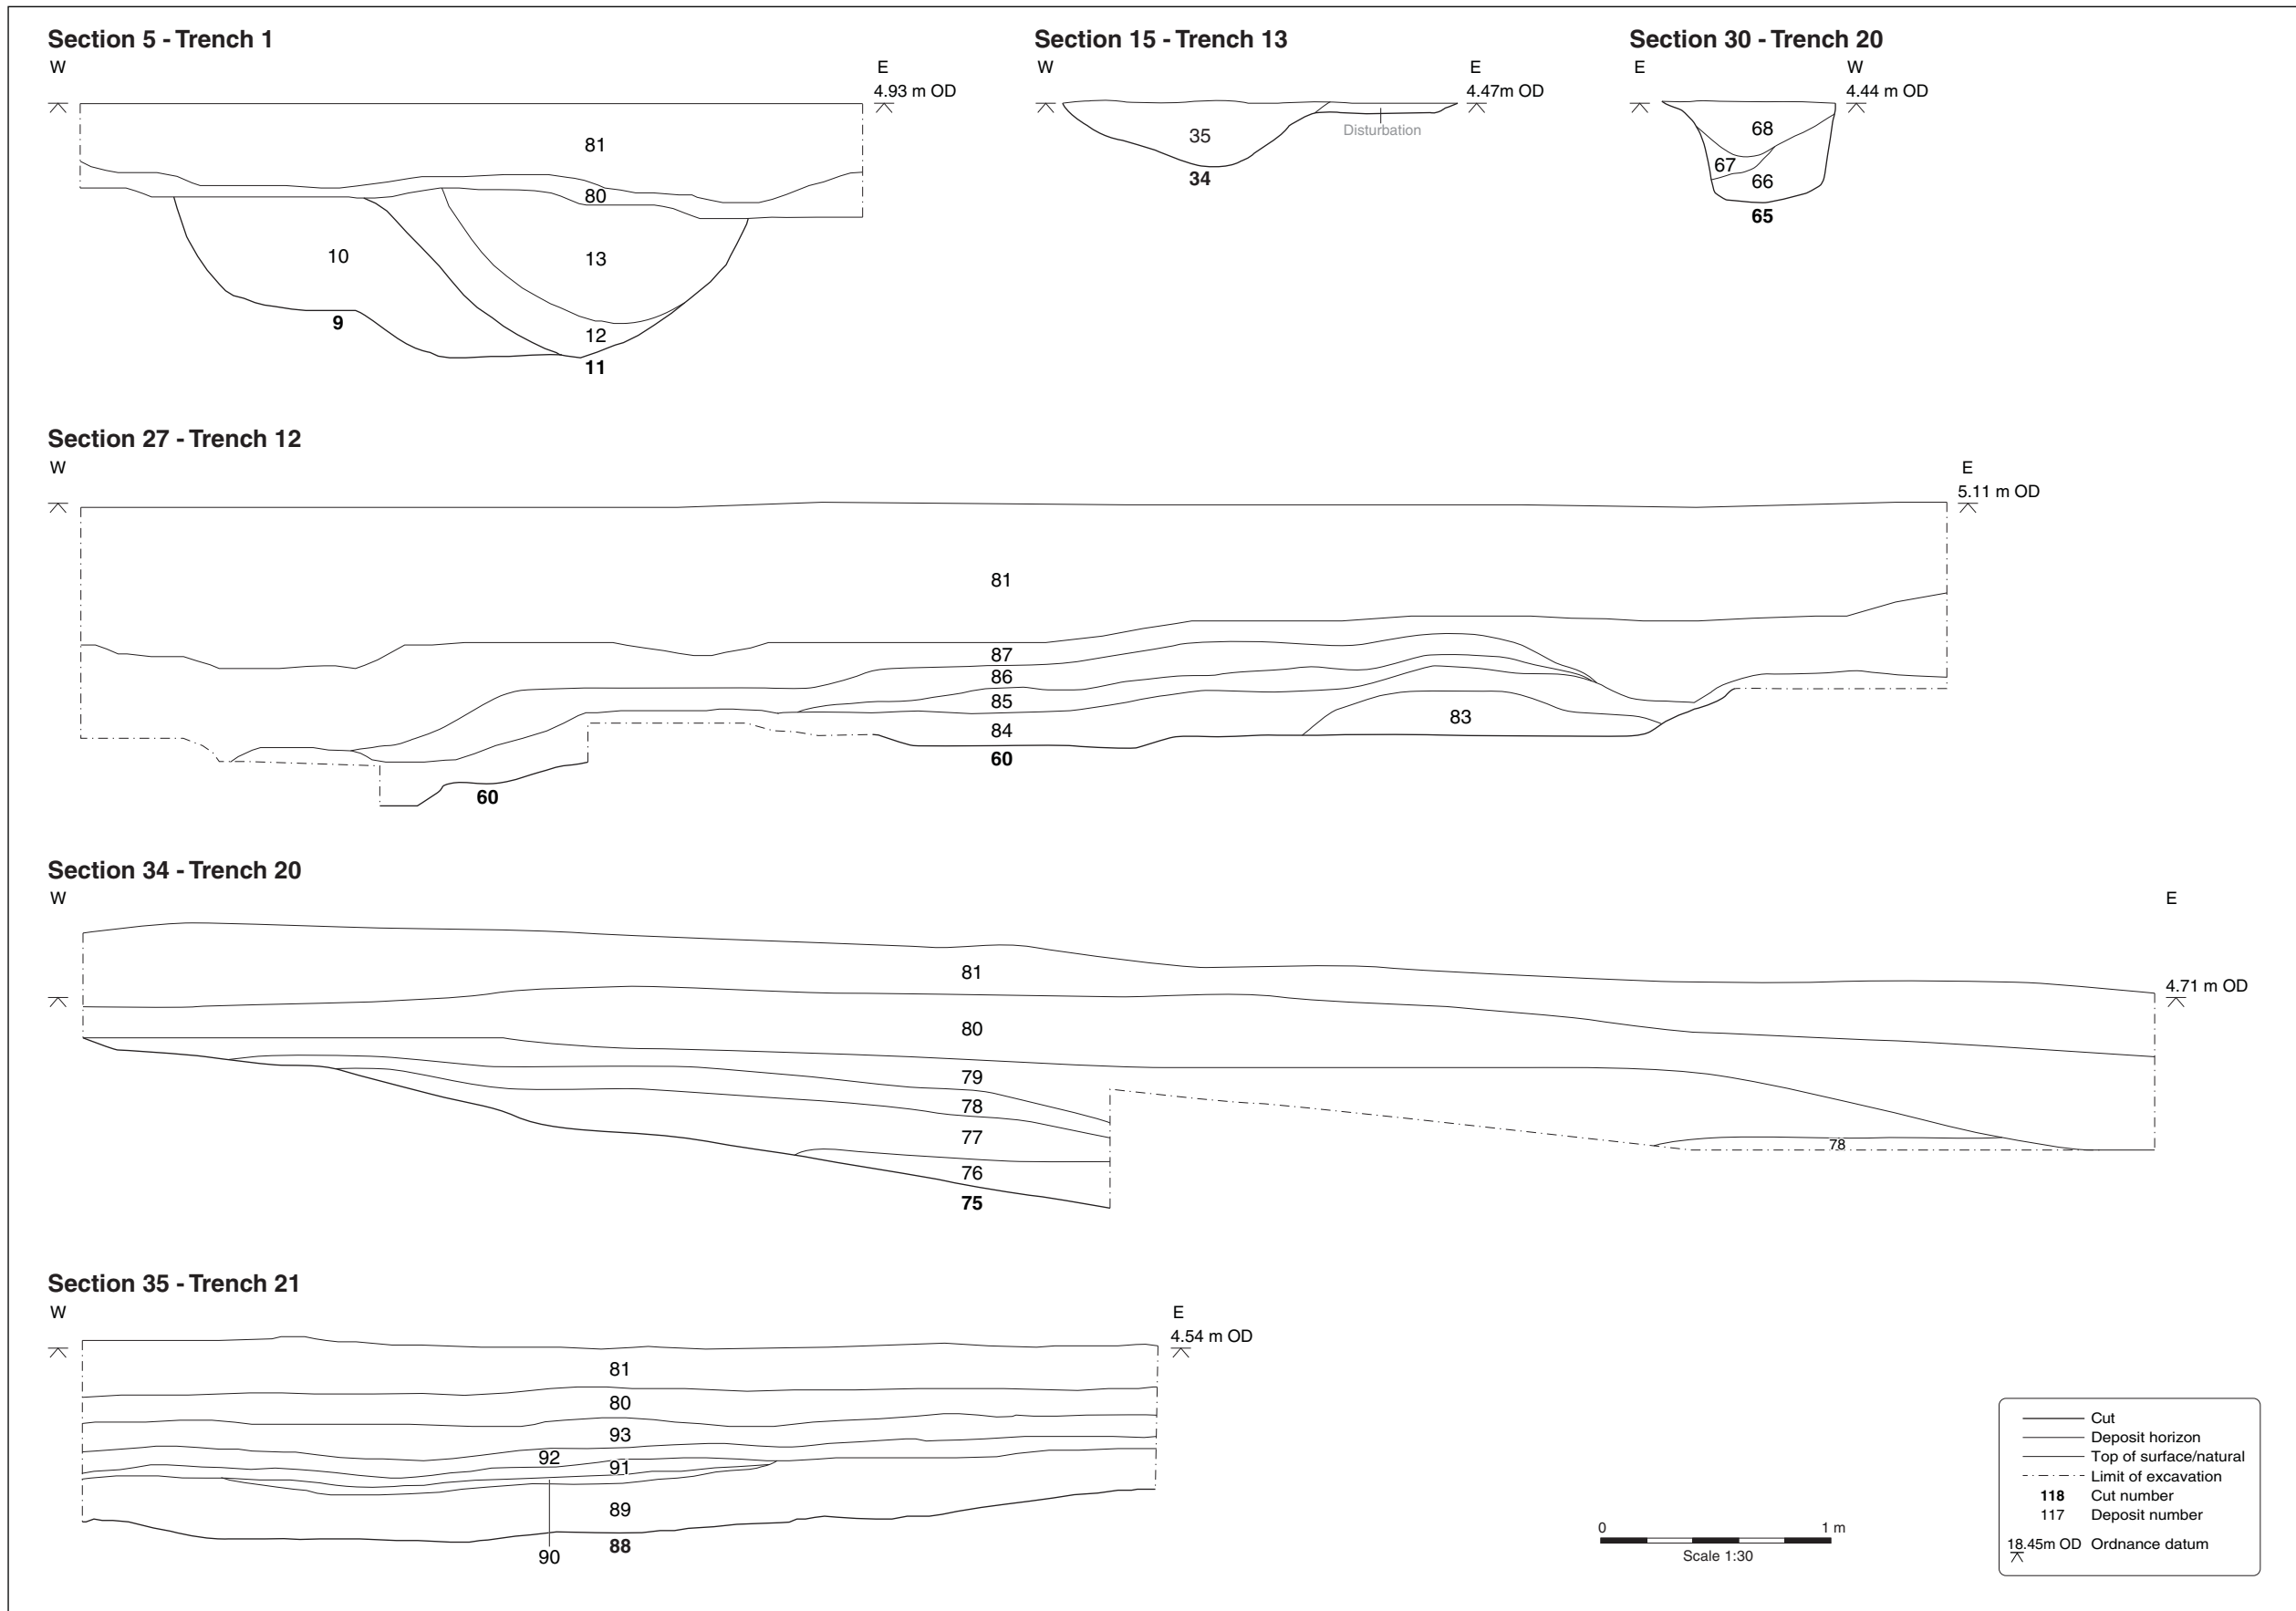 Section 5 - Trench 1
W
E
4.93 m OD
81
80
10
13
9
12
11
Section 15 - Trench 13
W
E
4.47m OD
35
Disturbation
34
Section 30 - Trench 20
E
W
4.44 m OD
68
67
66
65
Section 27 - Trench 12
W
E
5.11 m OD
81
87
86
85
83
84
60
60
Section 34 - Trench 20
W
E
4.71 m OD
81
80
79
78
77
78
76
75
Section 35 - Trench 21
W
E
4.54 m OD
81
80
93
92
91
89
88
90
0 1 m
Scale 1:30
Cut
Deposit horizon
Top of surface/natural
Limit of excavation
118 Cut number
117 Deposit number
18.45m OD Ordnance datum